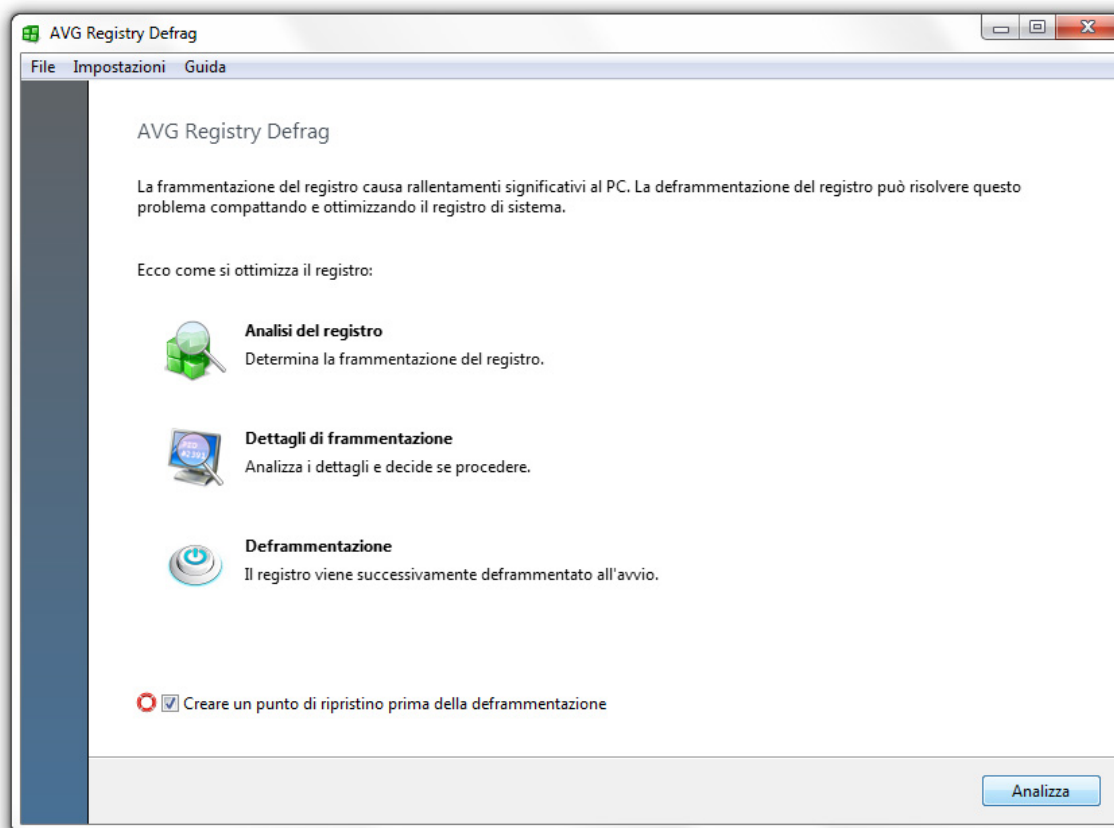 AVG Registry Defrag
File Impostazioni Guida
AVG Registry Defrag
La frammentazione del registro causa rallentamenti significativi al PC. La deframmentazione del registro può risolvere questo
problema compattando e ottimizzando il registro di sistema.
Ecco come si ottimizza il registro:
Analisi del registro
Determina la frammentazione del registro.
Dettagli di frammentazione
Analizza i dettagli e decide se procedere.
Deframmentazione
Il registro viene successivamente deframmentato all'avvio.
Creare un punto di ripristino prima della deframmentazione
Analizza